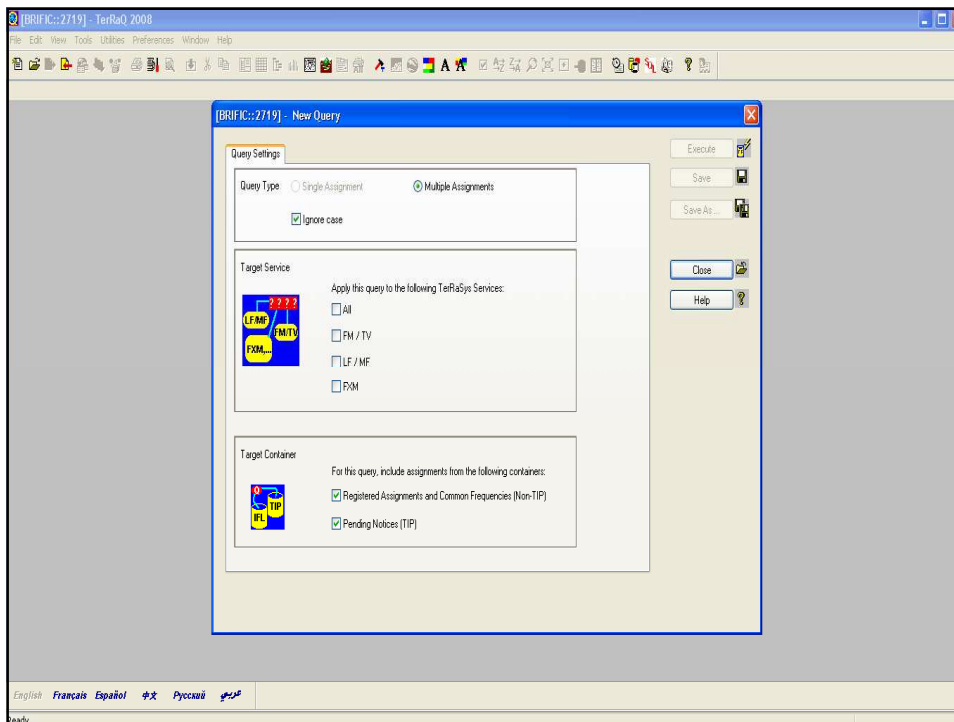 [BRIFIC::2719] - TerRaQ 2008
File Edit View Tools Utilities Preferences Window Help
[BRIFIC::2719] - New Query
Query Settings
Query Type Single Assignment Multiple Assignments
Ignore case
Target Service
Apply this query to the following TerRaSys Services:
All
FM / TV
LF / MF
FXM
? ? ? ?
LF/MF
FM/TV
FXM,...
Target Container
For this query, include assignments from the following containers:
Registered Assignments and Common Frequencies (Non-TIP)
Pending Notices (TIP)
Q
TIP
IFL
Execute
Save
Save As ...
Close
Help
English Français Español 中文 Русский عربي
Ready